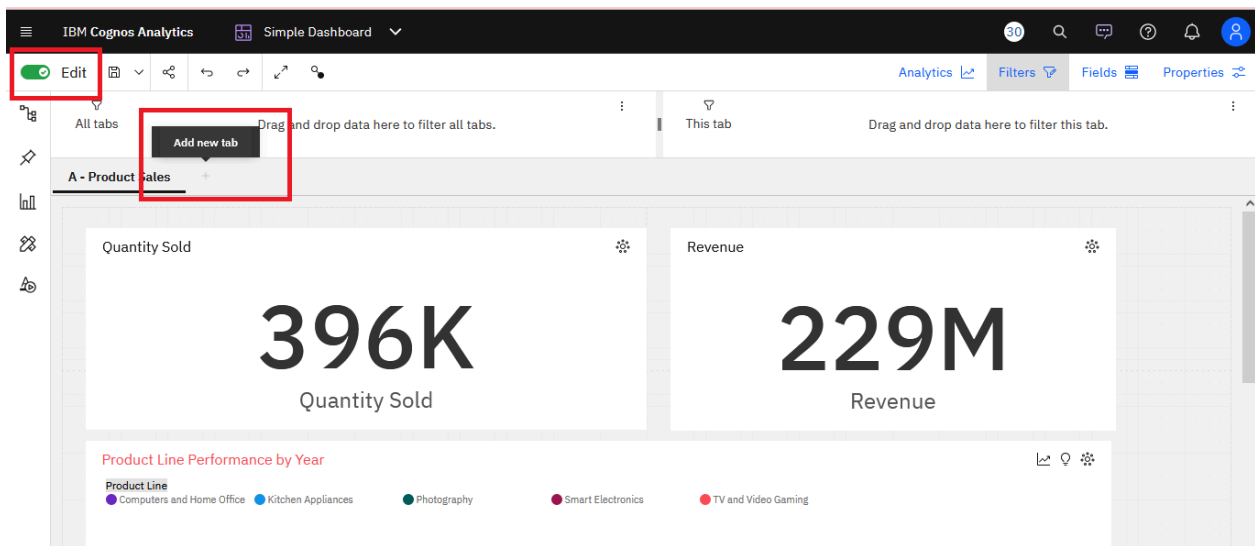 IBM Cognos Analytics
Simple Dashboard
30
Edit
Analytics
Filters
Fields
Properties
All tabs
Drag and drop data here to filter all tabs.
This tab
Drag and drop data here to filter this tab.
Add new tab
A - Product Sales
+
Quantity Sold
396K
Quantity Sold
Revenue
229M
Revenue
Product Line Performance by Year
Product Line
Computers and Home Office Kitchen Appliances Photography Smart Electronics TV and Video Gaming